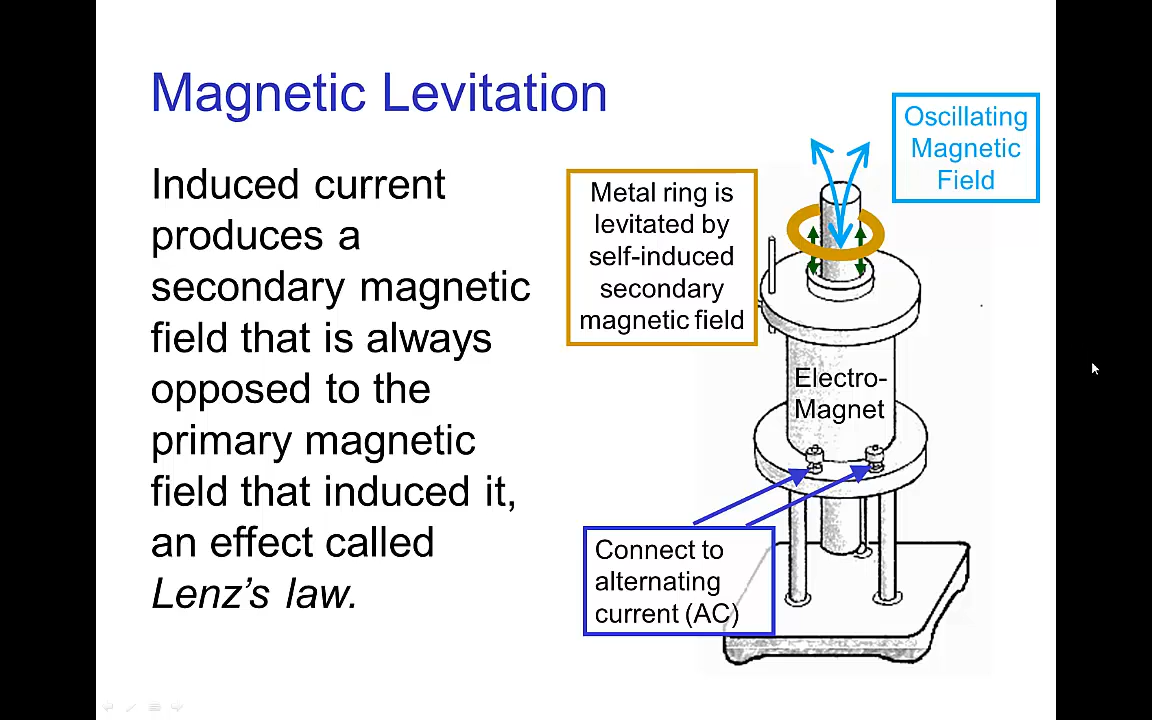 Magnetic Levitation
Induced current
produces a
secondary magnetic
field that is always
opposed to the
primary magnetic
field that induced it,
an effect called
Lenz's law.
Metal ring is
levitated by
self-induced
secondary
magnetic field
Oscillating
Magnetic
Field
Electro-
Magnet
Connect to
alternating
current (AC)